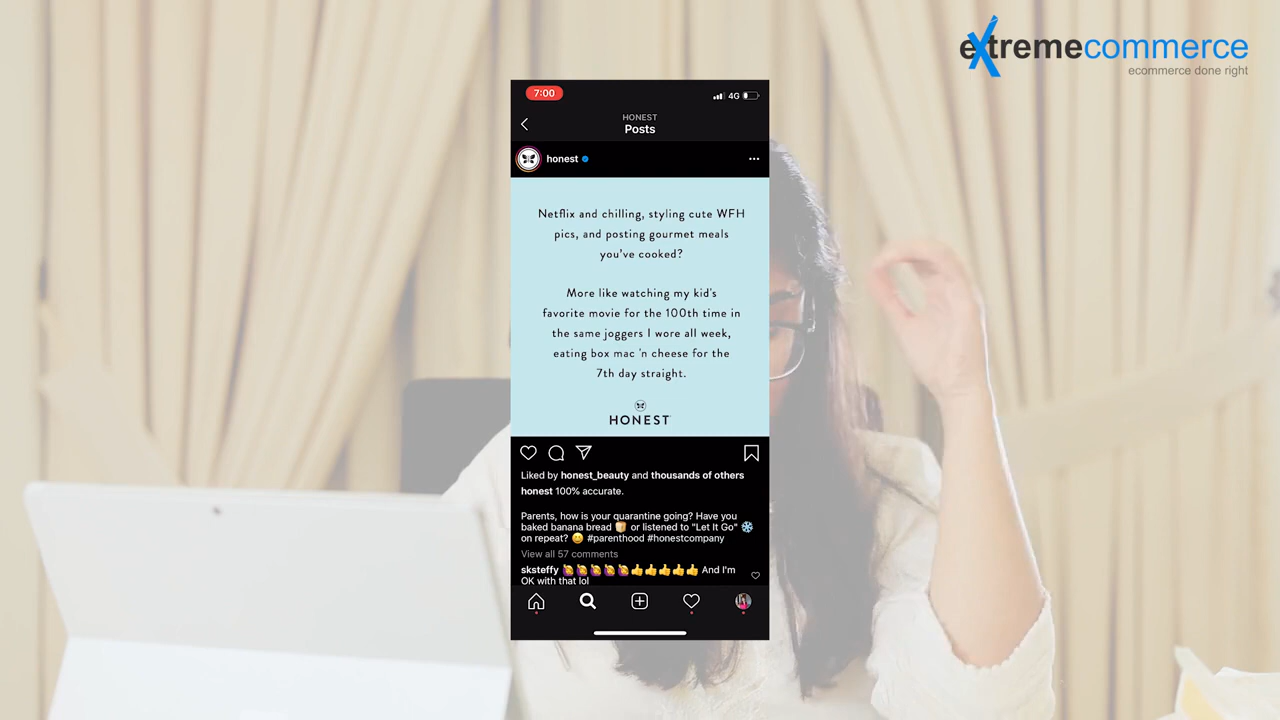 extremecommerce
ecommerce done right
7:00
4G
HONEST
Posts
honest
Netflix and chilling, styling cute WFH
pics, and posting gourmet meals
you've cooked?
More like watching my kid's
favorite movie for the 100th time in
the same joggers I wore all week,
eating box mac 'n cheese for the
7th day straight.
HONEST
Liked by honest_beauty and thousands of others
honest 100% accurate.
Parents, how is your quarantine going? Have you
baked banana bread 🍞 or listened to "Let It Go" ❄️
on repeat? 😀 #parenthood #honestcompany
View all 57 comments
sksteffy 🙋🙋🙋🙋🙋👍👍👍👍👍 And I'm
OK with that lol